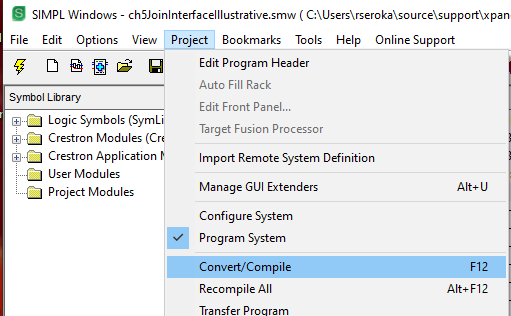 SIMPL Windows - ch5JoinInterfaceIllustrative.smw ( C:\Users\rseroka\source\support\xpan
File Edit Options View Project Bookmarks Tools Help Online Support
Symbol Library
Logic Symbols (SymLi
Crestron Modules (Cre
Crestron Application M
User Modules
Project Modules
Edit Program Header
Auto Fill Rack
Edit Front Panel...
Target Fusion Processor
Import Remote System Definition
Manage GUI Extenders Alt+U
Configure System
Program System
Convert/Compile F12
Recompile All Alt+F12
Transfer Program